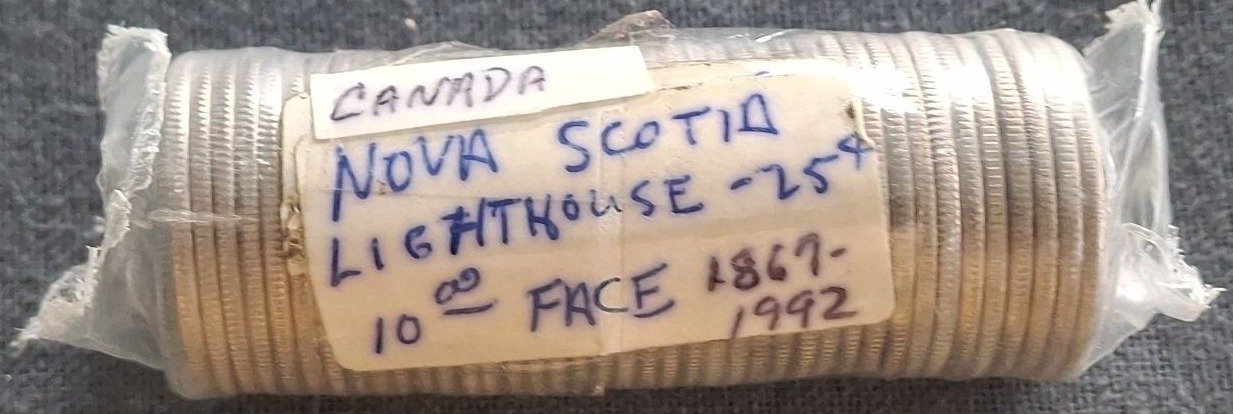 CANADA
NOVA SCOTIA
LIGHTHOUSE -25¢
10 00 FACE 1867-
1992